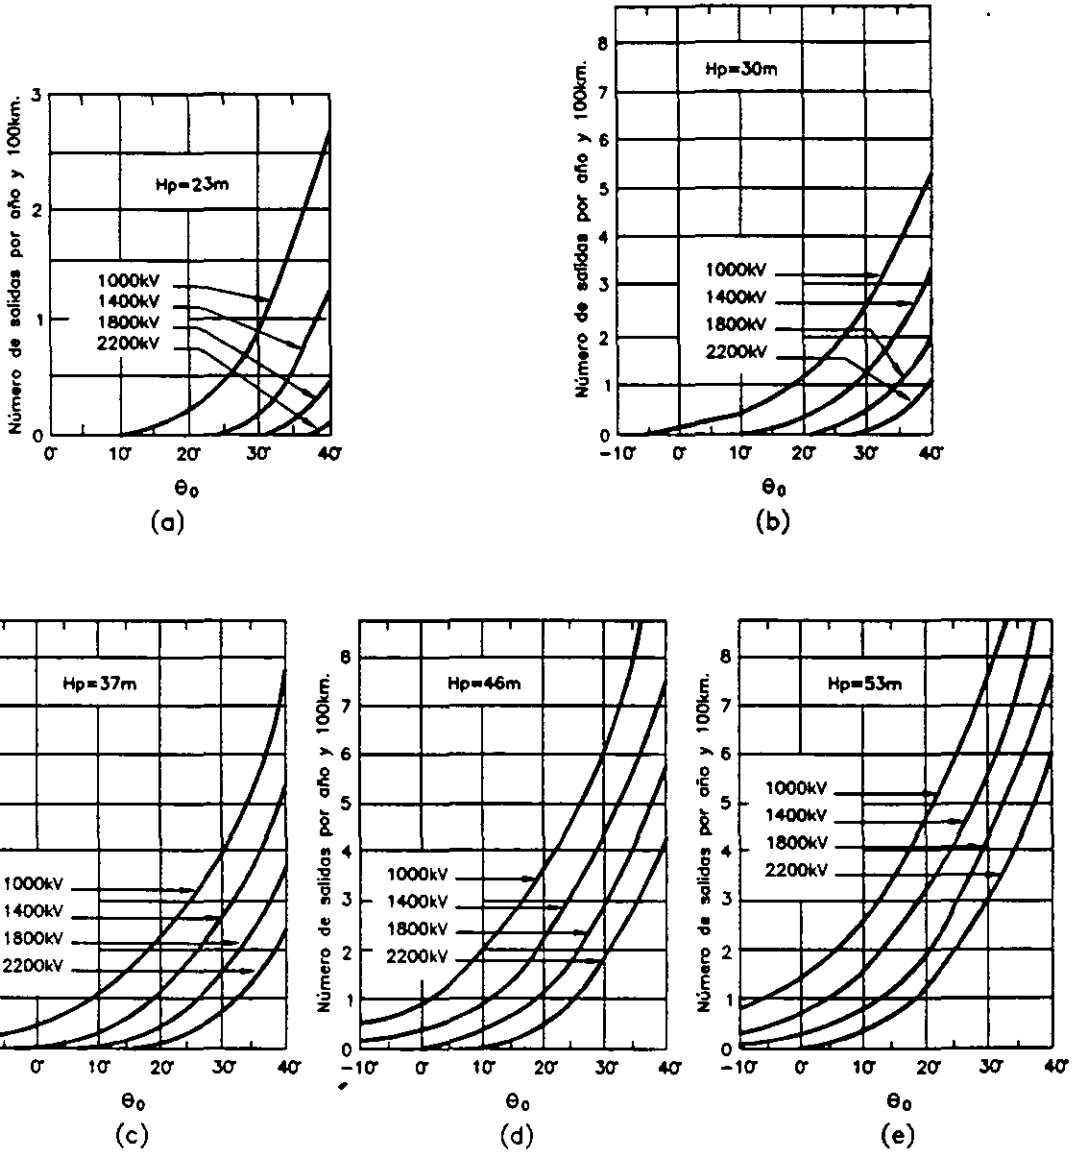 Número de salidas por año y 100km.
3
2
1
0
Hp=23m
1000kV
1400kV
1800kV
2200kV
0° 10° 20° 30° 40°
θ₀
(a)
Número de salidas por año y 100km.
8
7
6
5
4
3
2
1
0
Hp=30m
1000kV
1400kV
1800kV
2200kV
-10° 0° 10° 20° 30° 40°
θ₀
(b)
Hp=37m
1000kV
1400kV
1800kV
2200kV
0° 10° 20° 30° 40°
θ₀
(c)
Número de salidas por año y 100km.
8
7
6
5
4
3
2
1
0
Hp=46m
1000kV
1400kV
1800kV
2200kV
-10° 0° 10° 20° 30° 40°
θ₀
(d)
Número de salidas por año y 100km.
8
7
6
5
4
3
2
1
0
Hp=53m
1000kV
1400kV
1800kV
2200kV
-10° 0° 10° 20° 30° 40°
θ₀
(e)